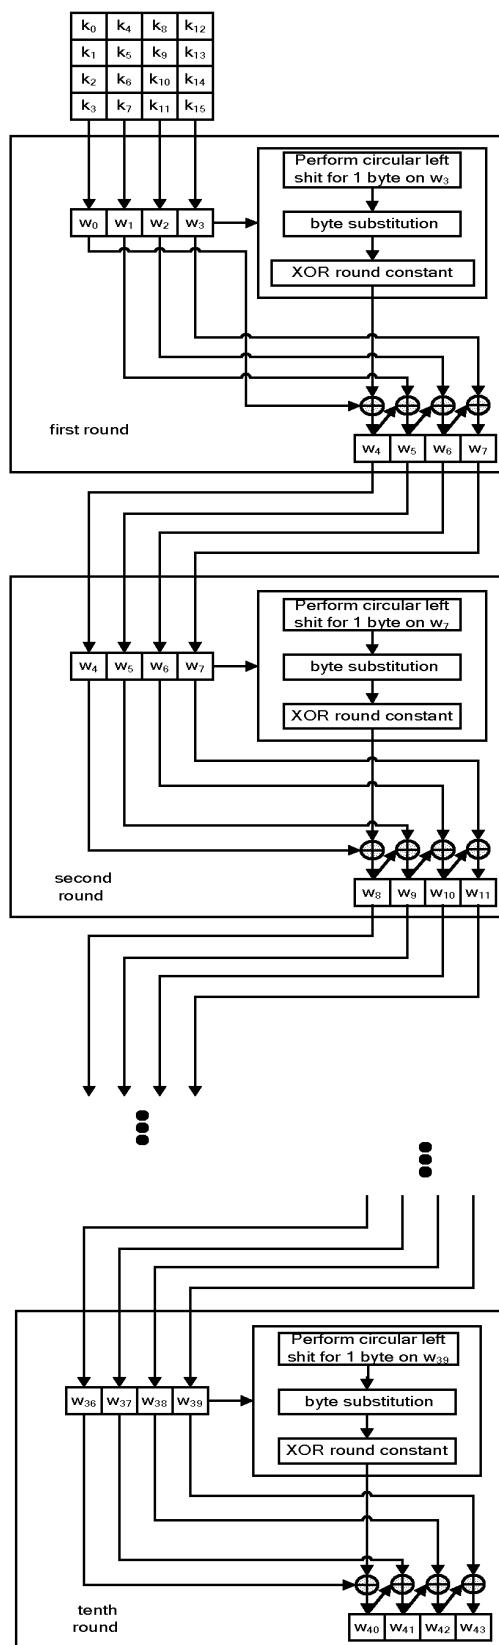 k0 k4 k8 k12
k1 k5 k9 k13
k2 k6 k10 k14
k3 k7 k11 k15
Perform circular left
shit for 1 byte on w3
w0 w1 w2 w3
byte substitution
XOR round constant
first round
w4 w5 w6 w7
Perform circular left
shit for 1 byte on w7
w4 w5 w6 w7
byte substitution
XOR round constant
second
round
w8 w9 w10 w11
Perform circular left
shit for 1 byte on w39
w36 w37 w38 w39
byte substitution
XOR round constant
tenth
round
w40 w41 w42 w43